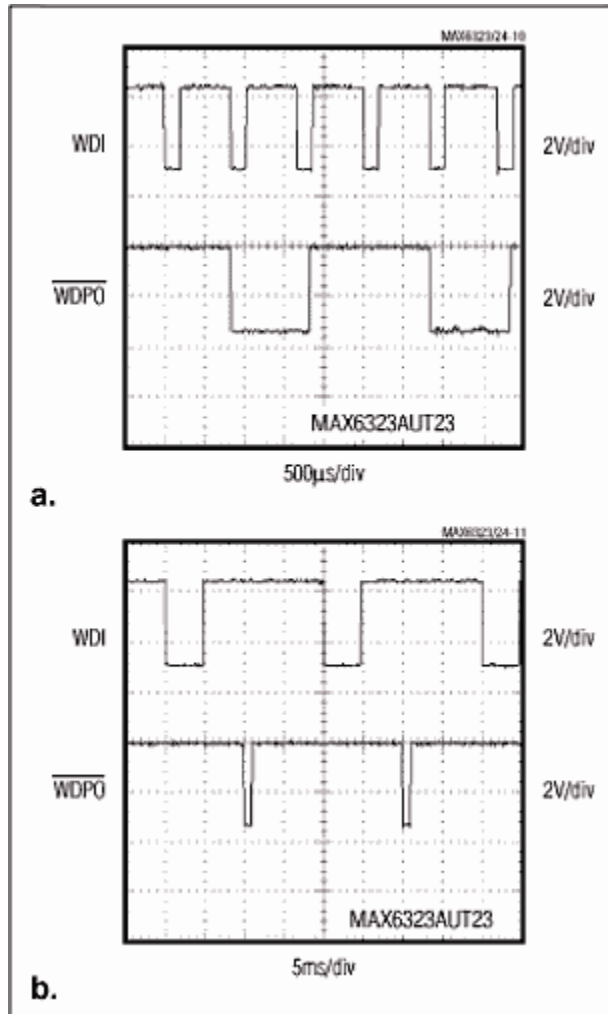 MAX6323/24-10
WDI
2V/div
WDPO
2V/div
MAX6323AUT23
500µs/div
a.
MAX6323/24-11
WDI
2V/div
WDPO
2V/div
MAX6323AUT23
5ms/div
b.